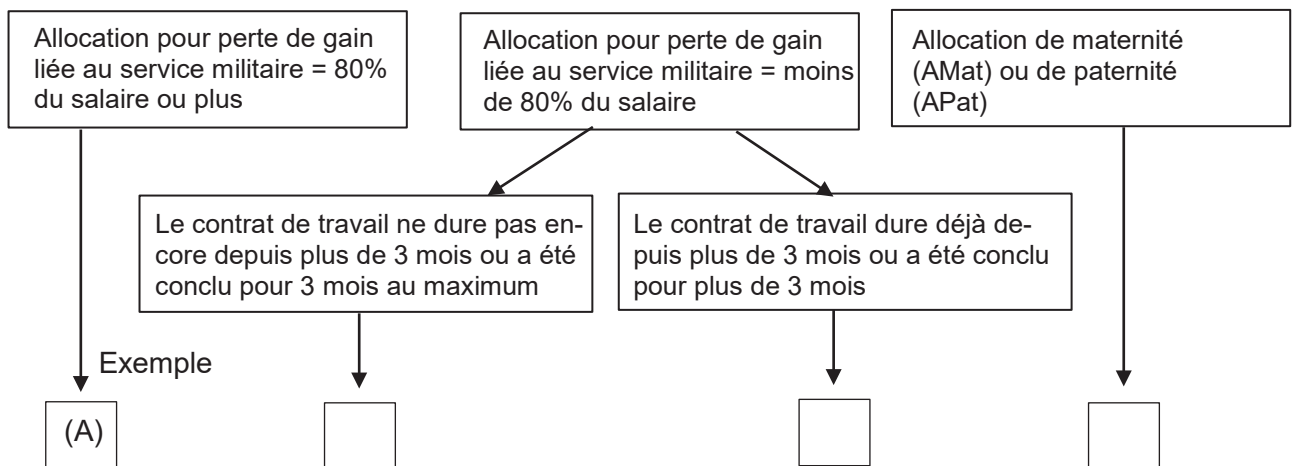 Allocation pour perte de gain
liée au service militaire = 80%
du salaire ou plus
Allocation pour perte de gain
liée au service militaire = moins
de 80% du salaire
Allocation de maternité
(AMat) ou de paternité
(APat)
Le contrat de travail ne dure pas en-
core depuis plus de 3 mois ou a été
conclu pour 3 mois au maximum
Le contrat de travail dure déjà de-
puis plus de 3 mois ou a été conclu
pour plus de 3 mois
Exemple
(A)